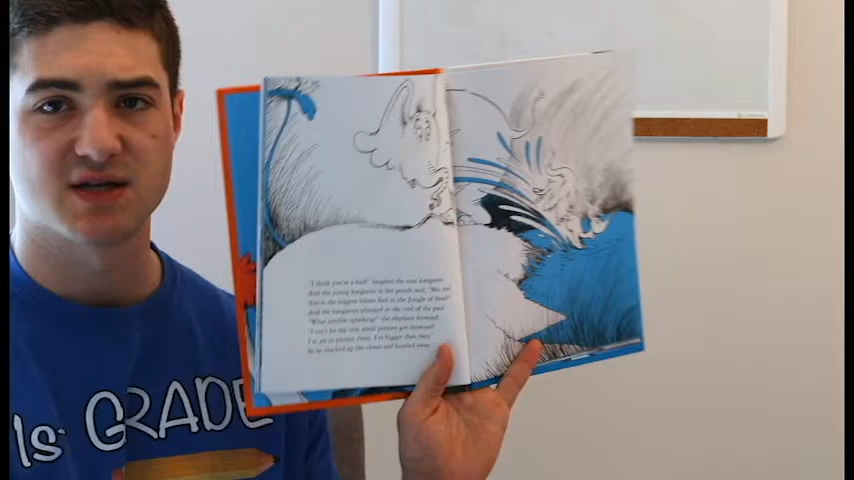 "I think you're a fool!" laughed the sour kangaroo
And the young kangaroo in her pouch said, "Me, too!
You're the biggest blame fool in the Jungle of Nool!"
And the kangaroos plunged in the cool of the pool.
"What terrible splashing!" the elephant frowned.
"I can't let my very small persons get drowned!
I've got to protect them. I'm bigger than they."
So he plucked up the clover and hustled away.
1st GRADE